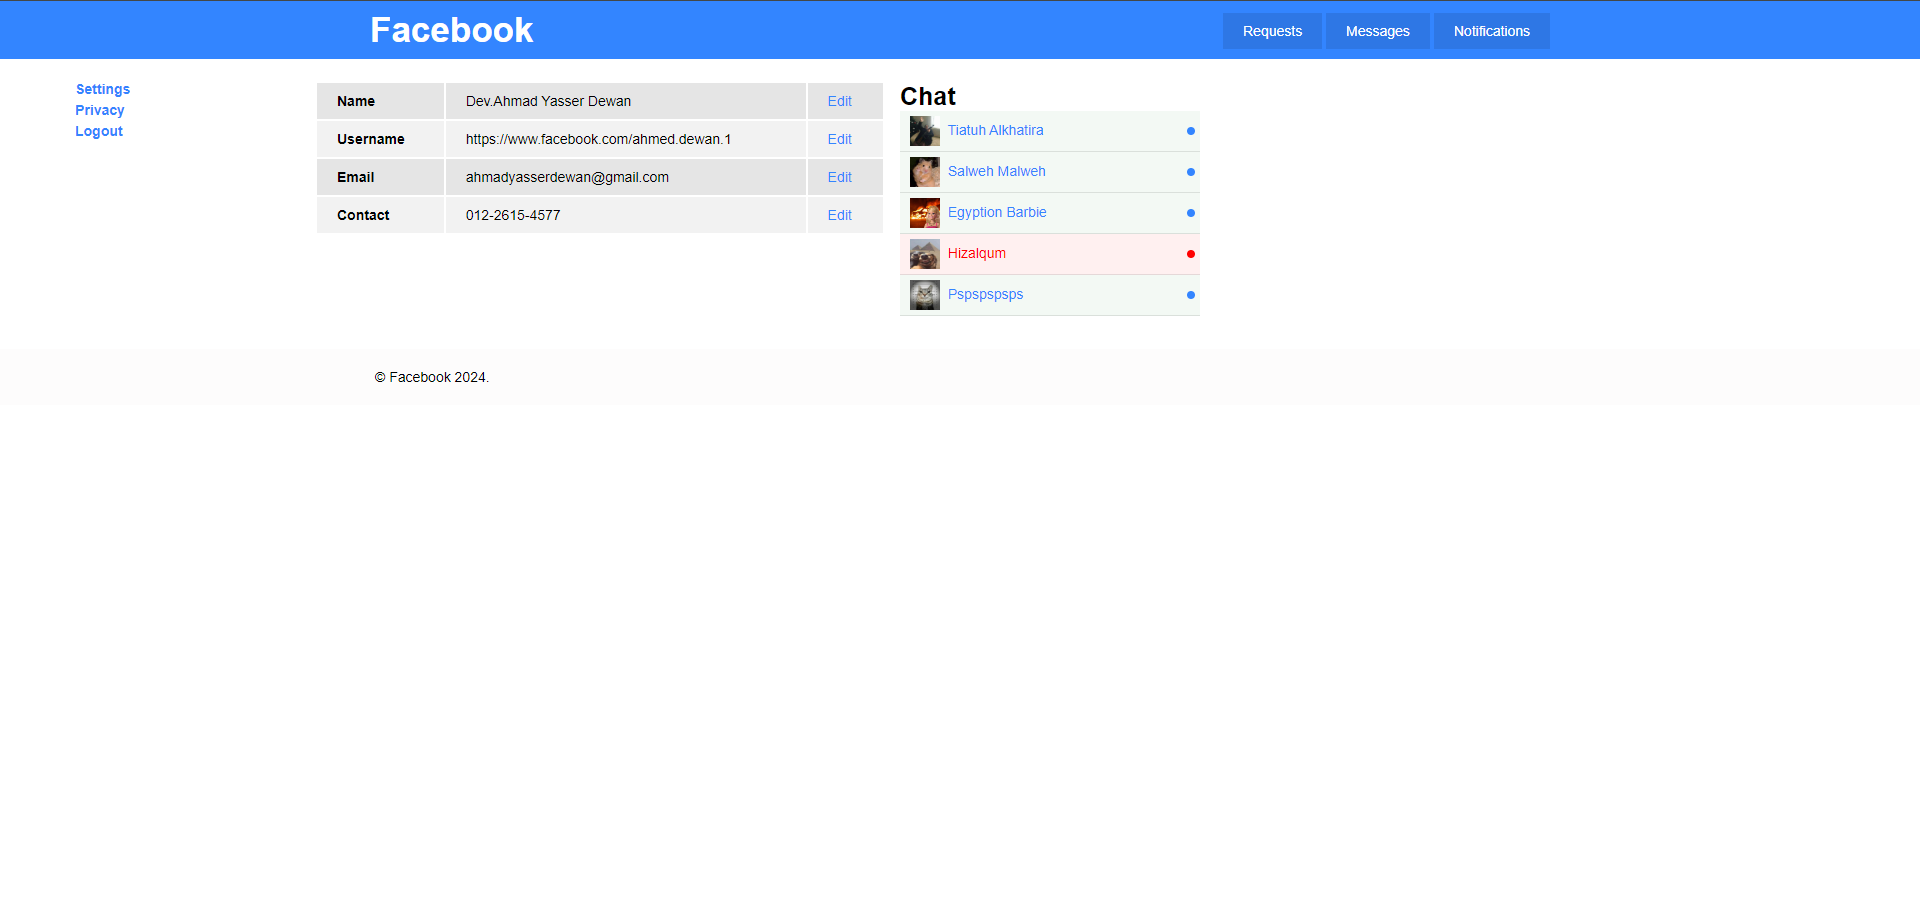 Facebook
Requests Messages Notifications
Settings
Privacy
Logout
Name Dev.Ahmad Yasser Dewan Edit
Username https://www.facebook.com/ahmed.dewan.1 Edit
Email ahmadyasserdewan@gmail.com Edit
Contact 012-2615-4577 Edit
Chat
Tiatuh Alkhatira
Salweh Malweh
Egyption Barbie
Hizalqum
Pspspspsps
© Facebook 2024.